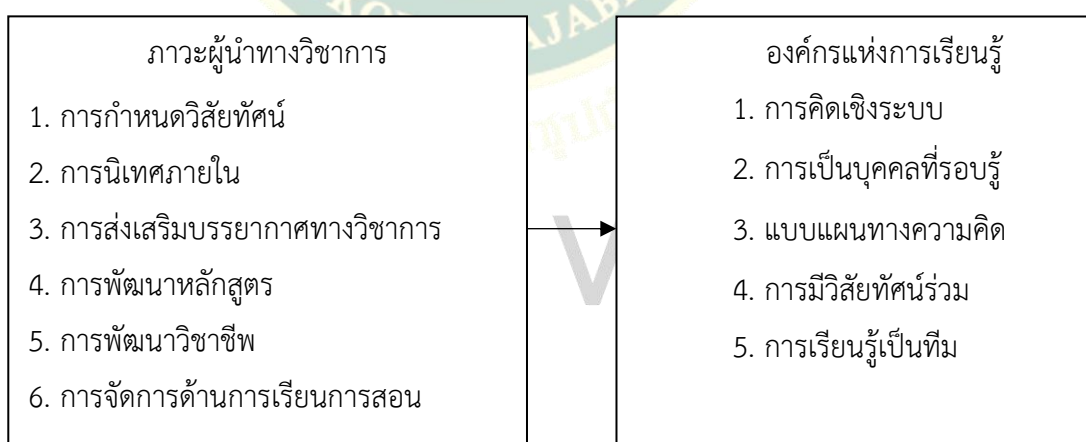 ภาวะผู้นำทางวิชาการ
1. การกำหนดวิสัยทัศน์
2. การนิเทศภายใน
3. การส่งเสริมบรรยากาศทางวิชาการ
4. การพัฒนาหลักสูตร
5. การพัฒนาวิชาชีพ
6. การจัดการด้านการเรียนการสอน
องค์กรแห่งการเรียนรู้
1. การคิดเชิงระบบ
2. การเป็นบุคคลที่รอบรู้
3. แบบแผนทางความคิด
4. การมีวิสัยทัศน์ร่วม
5. การเรียนรู้เป็นทีม